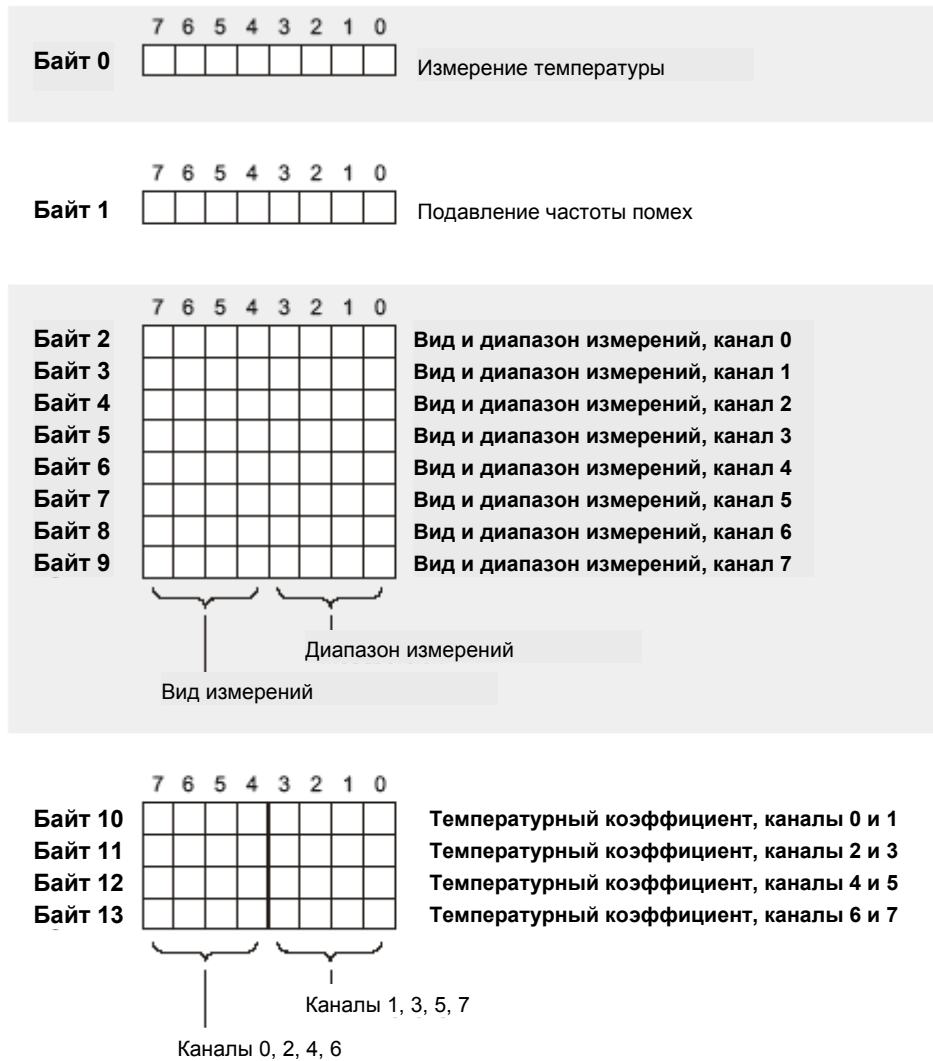 7 6 5 4 3 2 1 0
Байт 0 Измерение температуры
7 6 5 4 3 2 1 0
Байт 1 Подавление частоты помех
7 6 5 4 3 2 1 0
Байт 2 Вид и диапазон измерений, канал 0
Байт 3 Вид и диапазон измерений, канал 1
Байт 4 Вид и диапазон измерений, канал 2
Байт 5 Вид и диапазон измерений, канал 3
Байт 6 Вид и диапазон измерений, канал 4
Байт 7 Вид и диапазон измерений, канал 5
Байт 8 Вид и диапазон измерений, канал 6
Байт 9 Вид и диапазон измерений, канал 7
Диапазон измерений
Вид измерений
7 6 5 4 3 2 1 0
Байт 10 Температурный коэффициент, каналы 0 и 1
Байт 11 Температурный коэффициент, каналы 2 и 3
Байт 12 Температурный коэффициент, каналы 4 и 5
Байт 13 Температурный коэффициент, каналы 6 и 7
Каналы 1, 3, 5, 7
Каналы 0, 2, 4, 6